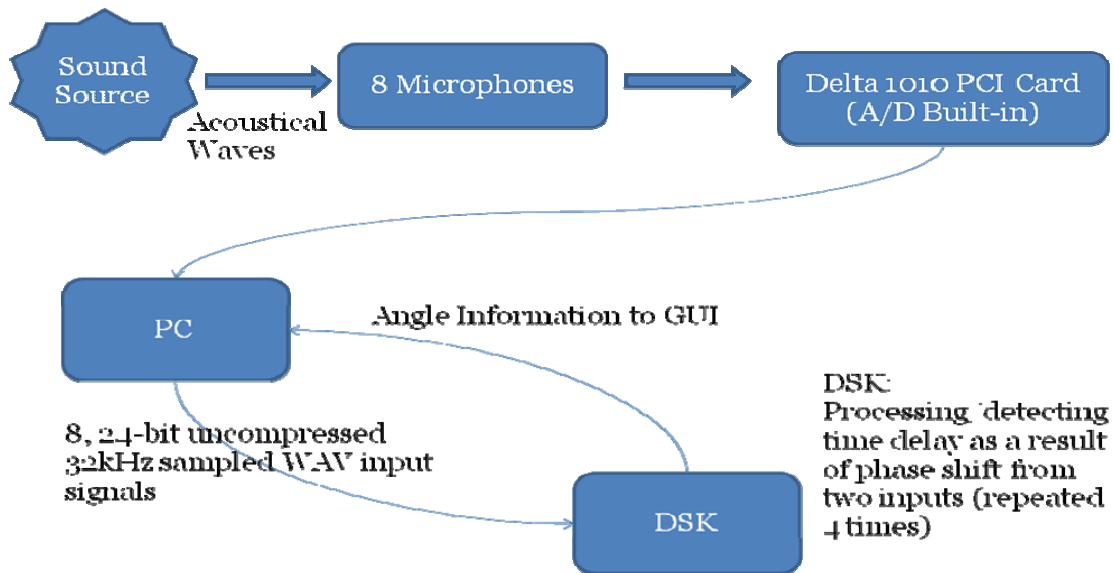 Sound
Source
8 Microphones
Delta 1010 PCI Card
(A/D Built-in)
Acoustical
Waves
PC
Angle Information to GUI
8, 24-bit uncompressed
32kHz sampled WAV input
signals
DSK
DSK:
Processing detecting
time delay as a result
of phase shift from
two inputs (repeated
4 times)